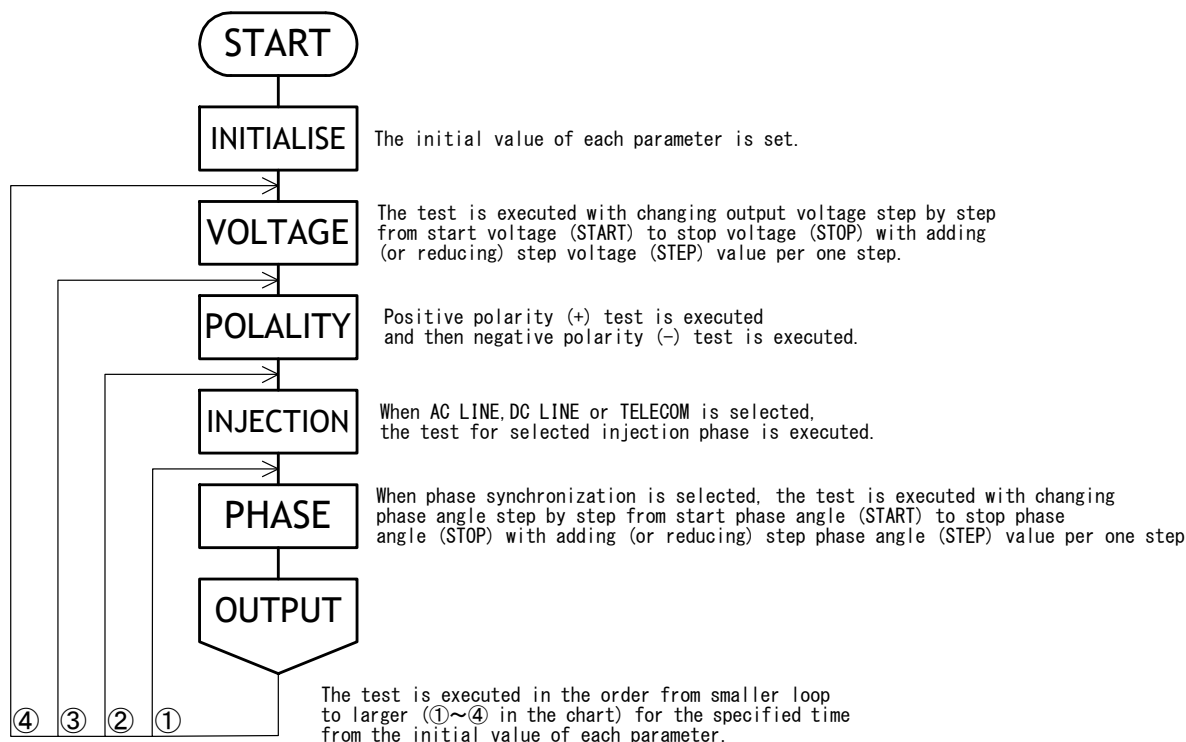 START
INITIALISE
The initial value of each parameter is set.
VOLTAGE
The test is executed with changing output voltage step by step
from start voltage (START) to stop voltage (STOP) with adding
(or reducing) step voltage (STEP) value per one step.
POLALITY
Positive polarity (+) test is executed
and then negative polarity (−) test is executed.
INJECTION
When AC LINE,DC LINE or TELECOM is selected,
the test for selected injection phase is executed.
PHASE
When phase synchronization is selected, the test is executed with changing
phase angle step by step from start phase angle (START) to stop phase
angle (STOP) with adding (or reducing) step phase angle (STEP) value per one step
OUTPUT
④ ③ ② ①
The test is executed in the order from smaller loop
to larger (①~④ in the chart) for the specified time
from the initial value of each parameter.